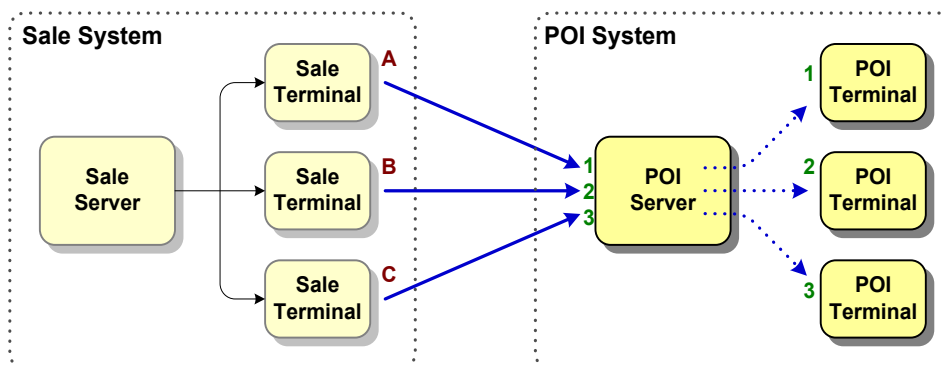 Sale System
POI System
A
Sale
Terminal
1
POI
Terminal
Sale
Server
B
Sale
Terminal
1
2
3
POI
Server
2
POI
Terminal
C
Sale
Terminal
3
POI
Terminal